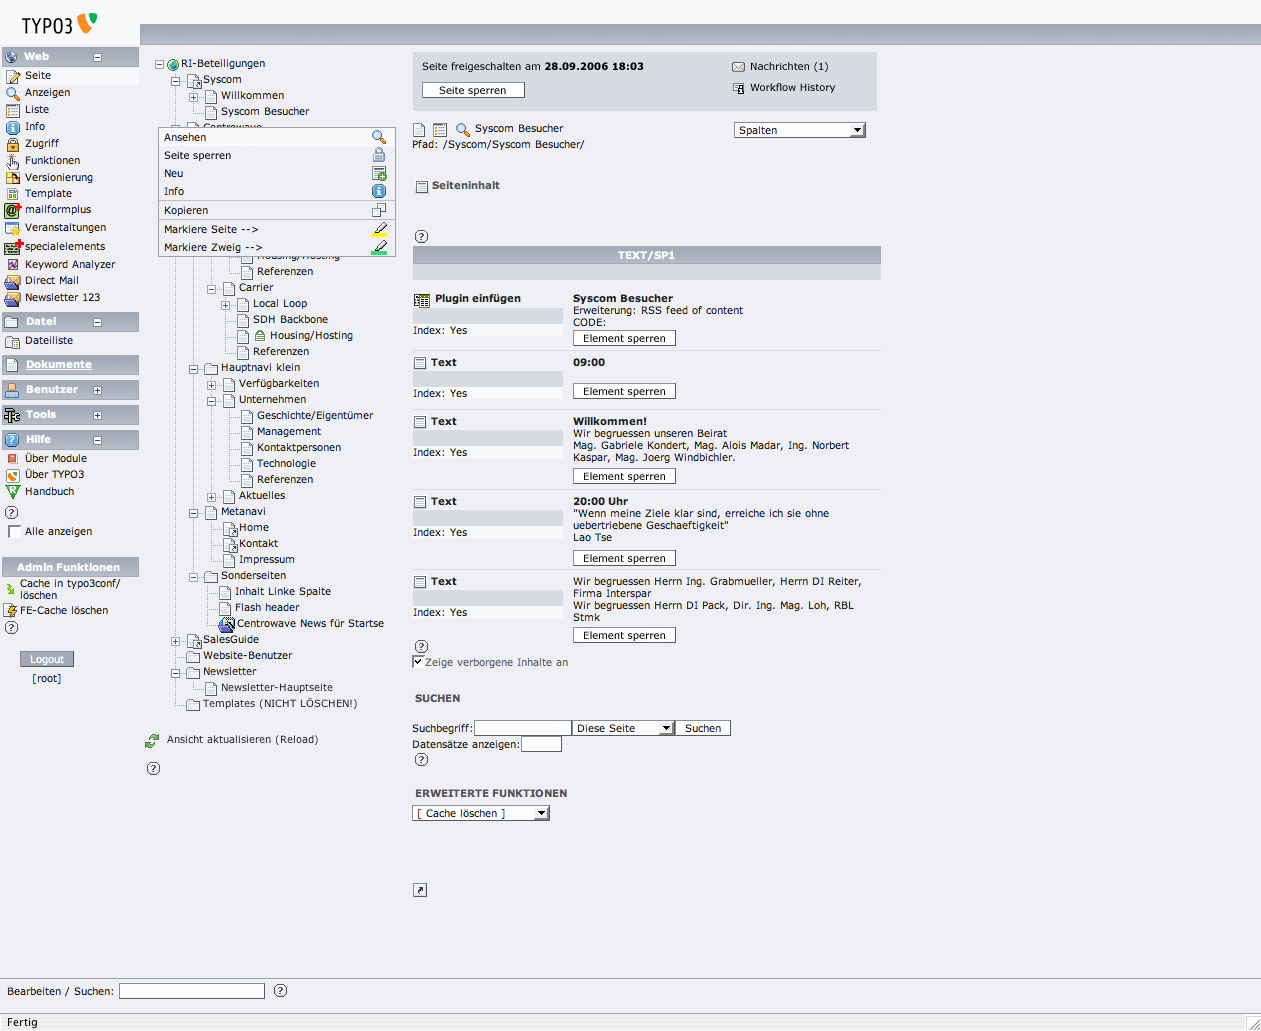 TYPO3
Web
Seite
Anzeigen
Liste
Info
Zugriff
Funktionen
Versionierung
Template
mailformplus
Veranstaltungen
specialelements
Keyword Analyzer
Direct Mail
Newsletter 123
Datei
Dateiliste
Dokumente
Benutzer
Tools
Hilfe
Über Module
Über TYPO3
Handbuch
Alle anzeigen
Admin Funktionen
Cache in typo3conf/
löschen
FE-Cache löschen
Logout
[root]
RI-Beteiligungen
Syscom
Willkommen
Syscom Besucher
Centrowave
Ansehen
Seite sperren
Neu
Info
Kopieren
Markiere Seite -->
Markiere Zweig -->
Housing/Hosting
Referenzen
Carrier
Local Loop
SDH Backbone
Housing/Hosting
Referenzen
Hauptnavi klein
Verfügbarkeiten
Unternehmen
Geschichte/Eigentümer
Management
Kontaktpersonen
Technologie
Referenzen
Aktuelles
Metanavi
Home
Kontakt
Impressum
Sonderseiten
Inhalt Linke Spalte
Flash header
Centrowave News für Startse
SalesGuide
Website-Benutzer
Newsletter
Newsletter-Hauptseite
Templates (NICHT LÖSCHEN!)
Ansicht aktualisieren (Reload)
Seite freigeschalten am 28.09.2006 18:03
Seite sperren
Nachrichten (1)
Workflow History
Syscom Besucher
Pfad: /Syscom/Syscom Besucher/
Spalten
Seiteninhalt
TEXT/SP1
Plugin einfügen
Index: Yes
Syscom Besucher
Erweiterung: RSS feed of content
CODE:
Element sperren
Text
Index: Yes
09:00
Element sperren
Text
Index: Yes
Willkommen!
Wir begruessen unseren Beirat
Mag. Gabriele Kondert, Mag. Alois Madar, Ing. Norbert
Kaspar, Mag. Joerg Windbichler.
Element sperren
Text
Index: Yes
20:00 Uhr
"Wenn meine Ziele klar sind, erreiche ich sie ohne
uebertriebene Geschaeftigkeit"
Lao Tse
Element sperren
Text
Index: Yes
Wir begruessen Herrn Ing. Grabmueller, Herrn DI Reiter,
Firma Interspar
Wir begruessen Herrn DI Pack, Dir. Ing. Mag. Loh, RBL
Stmk
Element sperren
Zeige verborgene Inhalte an
SUCHEN
Suchbegriff: Diese Seite Suchen
Datensätze anzeigen:
ERWEITERTE FUNKTIONEN
[ Cache löschen ]
Bearbeiten / Suchen:
Fertig